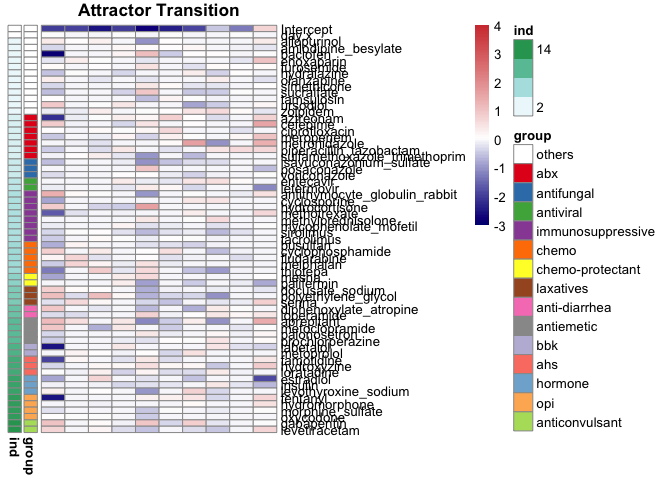 Attractor Transition
Intercept
allopurinol
amlodipine_besylate
baclofen
enoxaparin
furosemide
hydralazine
olanzapine
simethicone
sucralfate
tamsulosin
ursodiol
zolpidem
aztreonam
cefepime
ciprofloxacin
meropenem
metronidazole
piperacillin_tazobactam
sulfamethoxazole_trimethoprim
isavuconazonium_sulfate
posaconazole
voriconazole
entecavir
letermovir
antithymocyte_globulin_rabbit
cyclosporine
hydrocortisone
methotrexate
methylprednisolone
mycophenolate_mofetil
sirolimus
tacrolimus
busulfan
cyclophosphamide
fludarabine
melphalan
thiotepa
mesna
palifermin
docusate_sodium
polyethylene_glycol
senna
diphenoxylate_atropine
loperamide
aprepitant
metoclopramide
palonosetron
prochlorperazine
labetalol
metoprolol
famotidine
hydroxyzine
loratadine
estradiol
insulin
levothyroxine_sodium
fentanyl
hydromorphone
morphine_sulfate
oxycodone
gabapentin
levetiracetam
ind
group
4
3
2
1
0
-1
-2
-3
ind
14
2
group
others
abx
antifungal
antiviral
immunosuppressive
chemo
chemo-protectant
laxatives
anti-diarrhea
antiemetic
bbk
ahs
hormone
opi
anticonvulsant